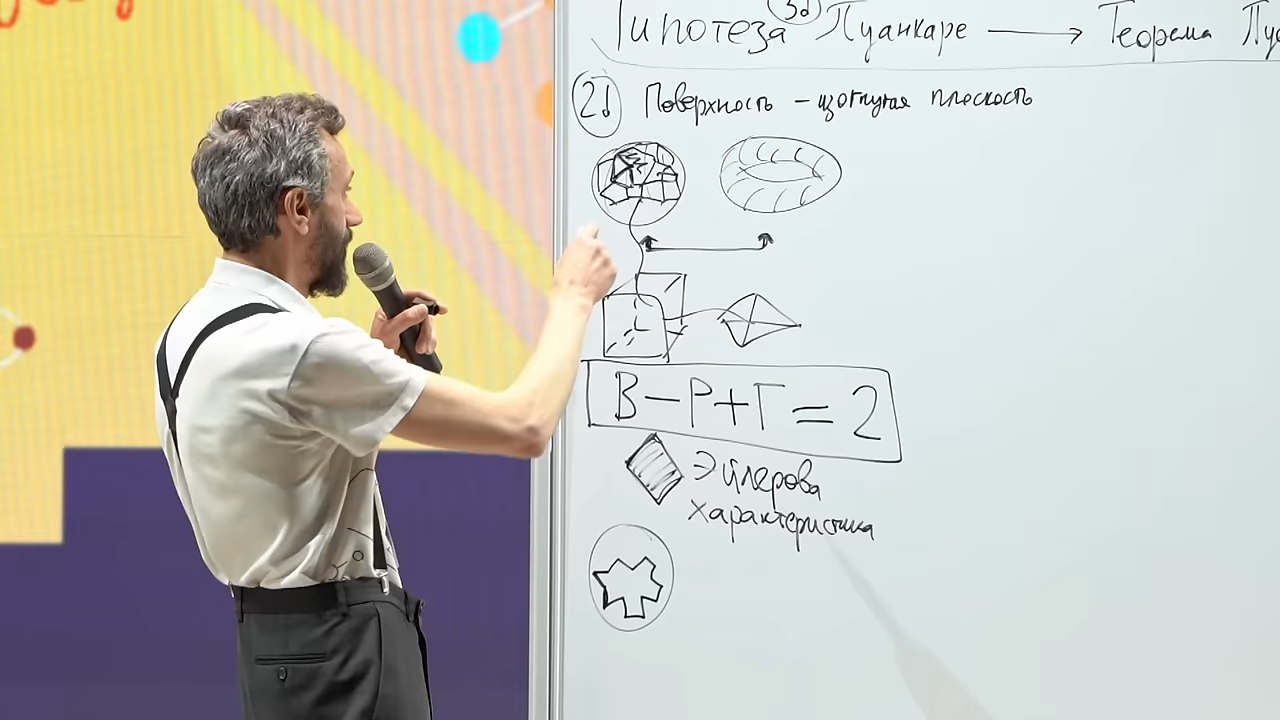 3d
Гипотеза Пуанкаре → Теорема
2d Поверхность – изогнутая плоскость
В – Р + Г = 2
Эйлерова
характеристика